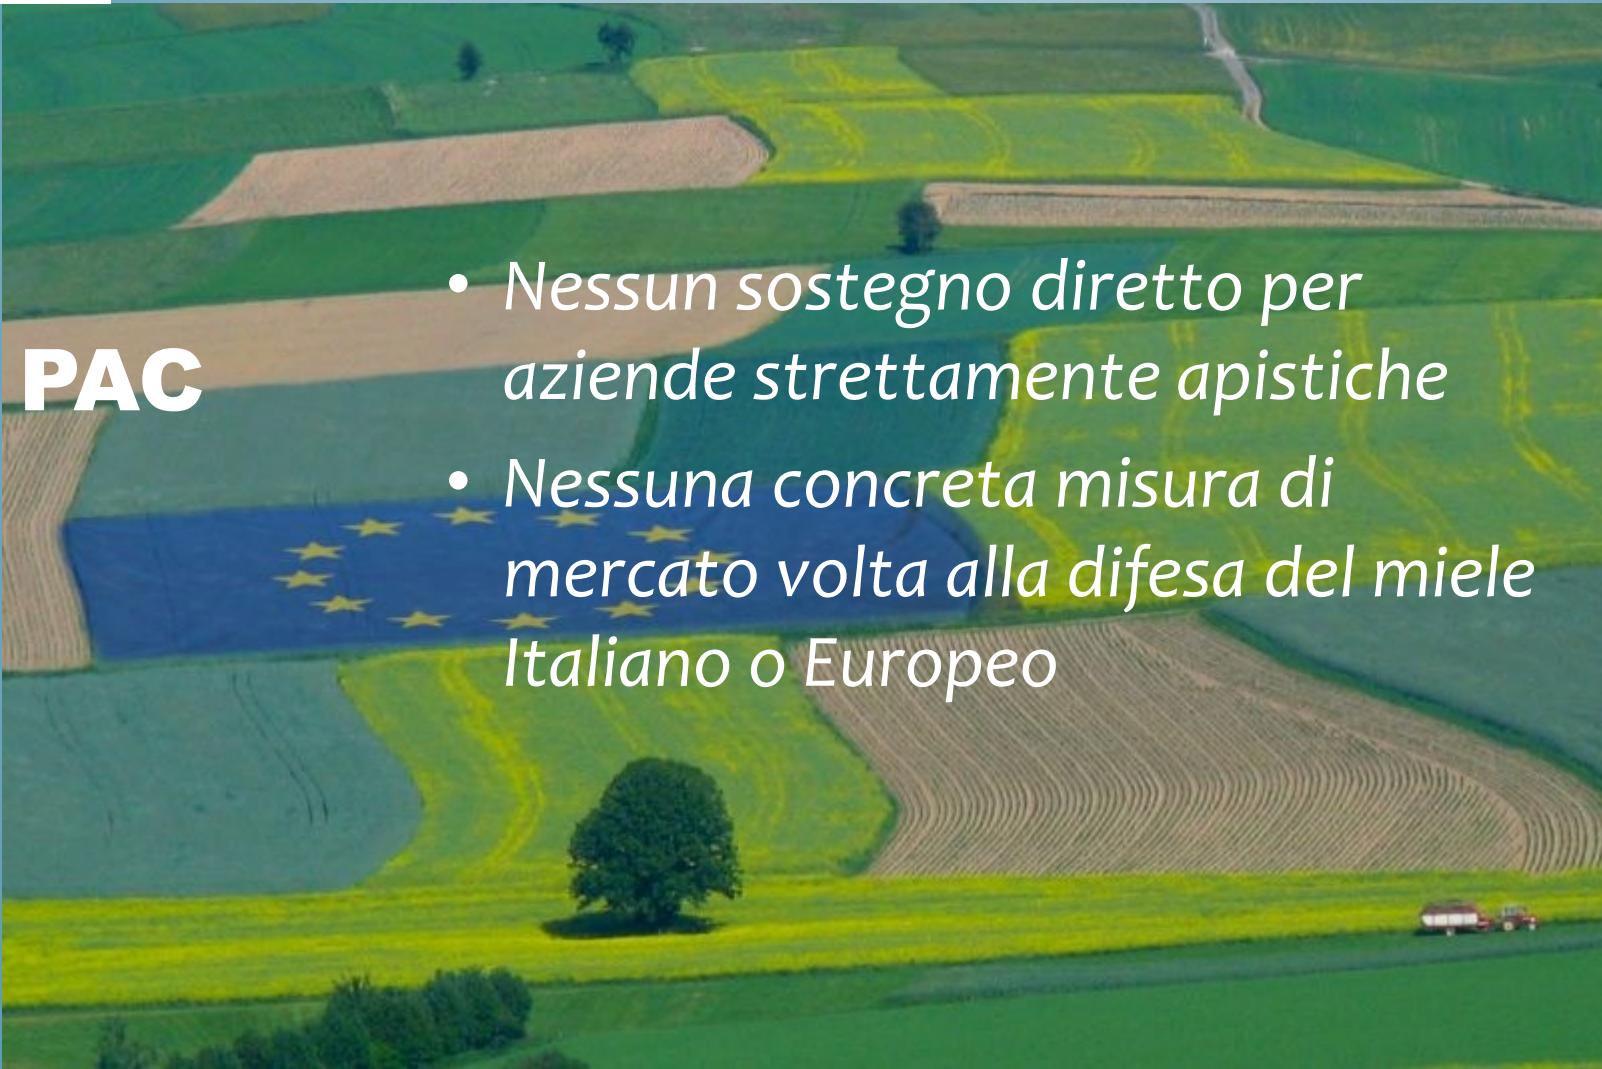 PAC
• Nessun sostegno diretto per
aziende strettamente apistiche
• Nessuna concreta misura di
mercato volta alla difesa del miele
Italiano o Europeo